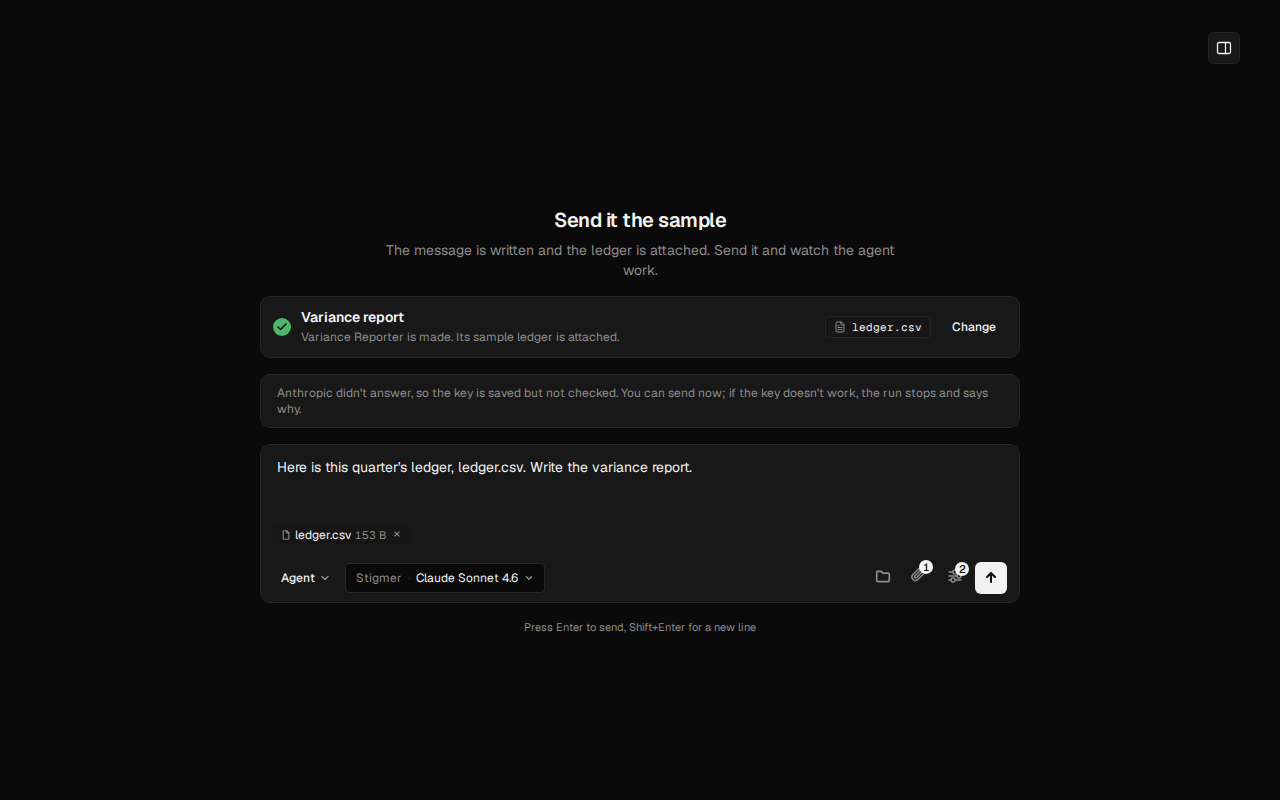 Send it the sample
The message is written and the ledger is attached. Send it and watch the agent
work.
Variance report
Variance Reporter is made. Its sample ledger is attached.
ledger.csv
Change
Anthropic didn't answer, so the key is saved but not checked. You can send now; if the key doesn't work, the run stops and says
why.
Here is this quarter's ledger, ledger.csv. Write the variance report.
ledger.csv 153 B ×
Agent
Stigmer · Claude Sonnet 4.6
1
2
Press Enter to send, Shift+Enter for a new line